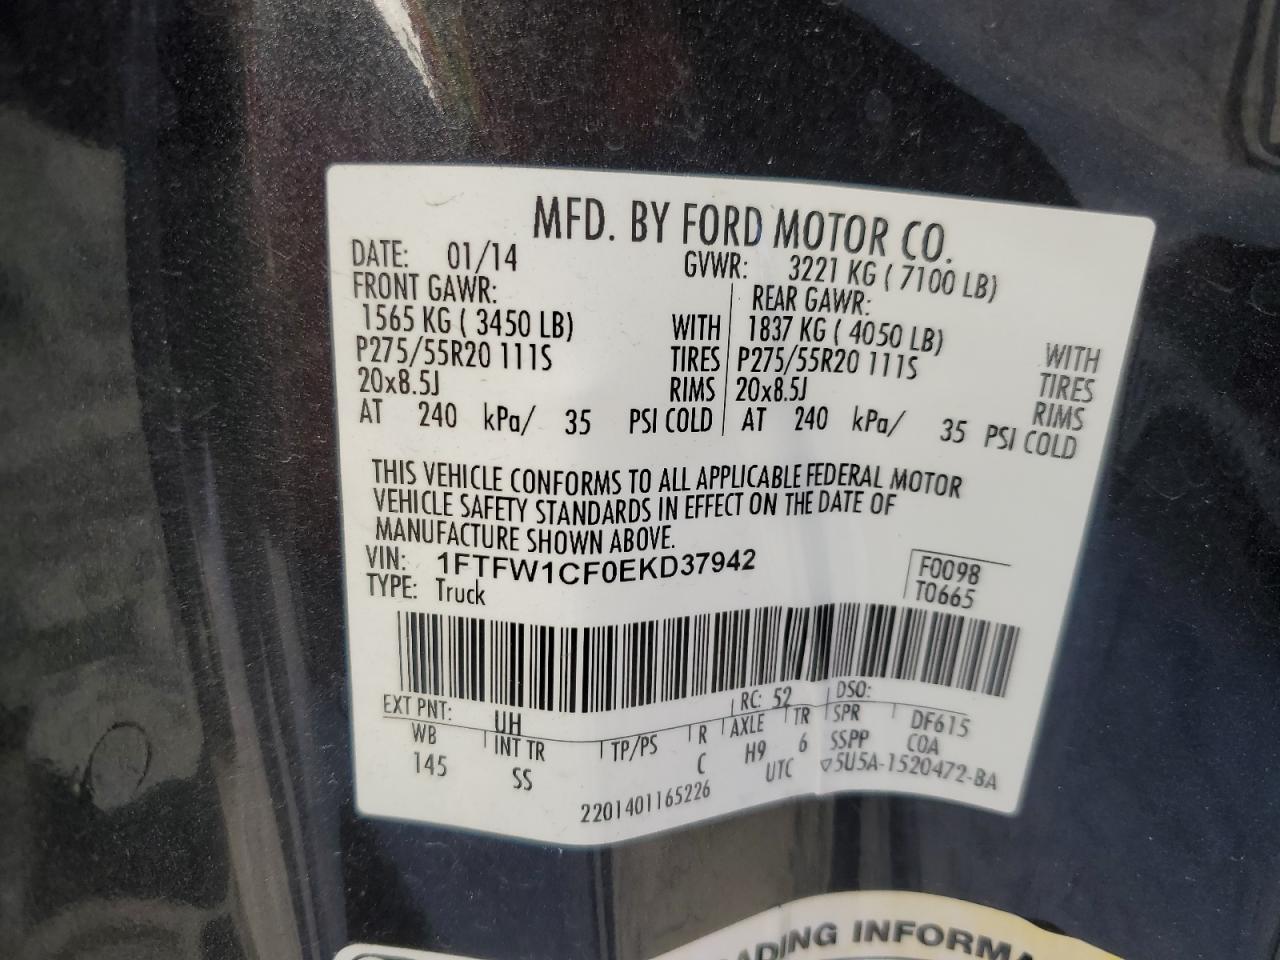 MFD. BY FORD MOTOR CO.
DATE: 01/14 GVWR: 3221 KG ( 7100 LB)
FRONT GAWR: REAR GAWR:
1565 KG ( 3450 LB) WITH 1837 KG ( 4050 LB) WITH
P275/55R20 111S TIRES P275/55R20 111S TIRES
20x8.5J RIMS 20x8.5J RIMS
AT 240 kPa/ 35 PSI COLD AT 240 kPa/ 35 PSI COLD
THIS VEHICLE CONFORMS TO ALL APPLICABLE FEDERAL MOTOR
VEHICLE SAFETY STANDARDS IN EFFECT ON THE DATE OF
MANUFACTURE SHOWN ABOVE.
VIN: 1FTFW1CF0EKD37942 F0098
TYPE: Truck T0665
EXT PNT: UH RC: 52 DSO:
WB INT TR TP/PS R AXLE TR SPR DF615
145 SS C H9 6 SSPP COA
UTC ▽5U5A-1520472-BA
2201401165226
ADING INFORMA